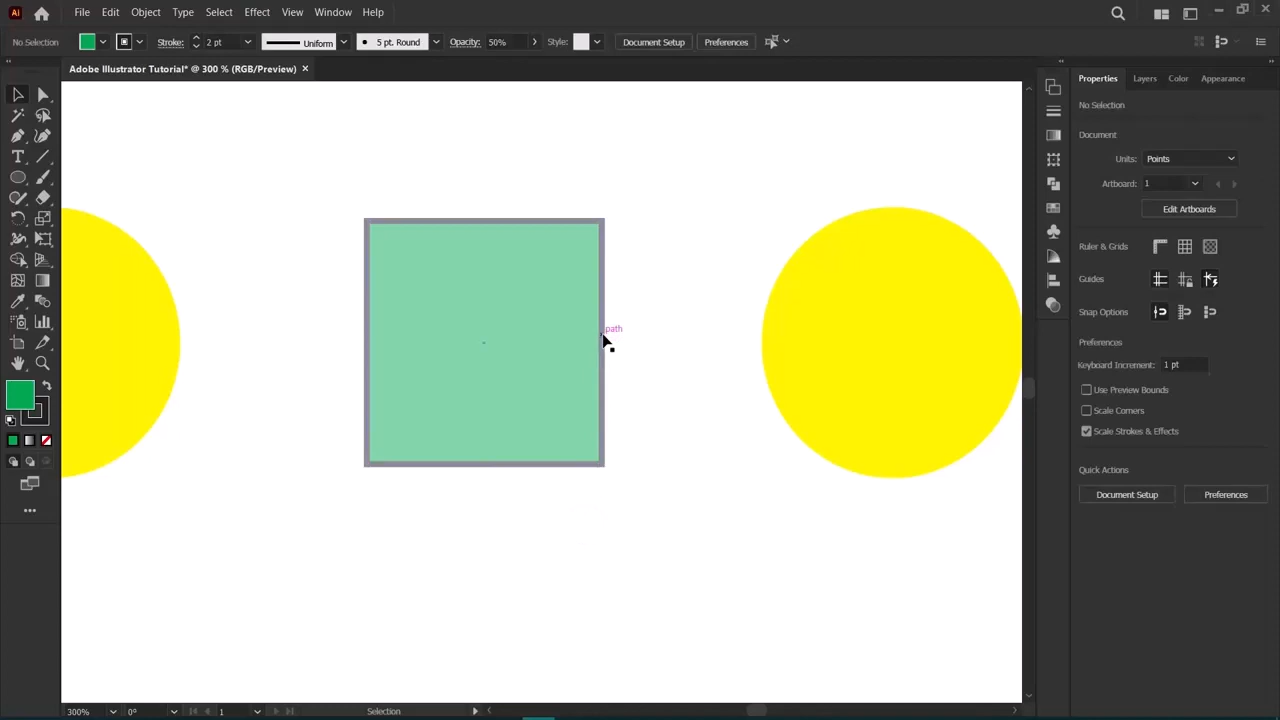 Ai File Edit Object Type Select Effect View Window Help
No Selection Stroke: 2 pt Uniform 5 pt. Round Opacity: 50% Style: Document Setup Preferences
Adobe Illustrator Tutorial* @ 300 % (RGB/Preview) ×
Properties Layers Color Appearance
No Selection
Document
Units: Points
Artboard: 1
Edit Artboards
Ruler & Grids
Guides
Snap Options
path
Preferences
Keyboard Increment: 1 pt
Use Preview Bounds
Scale Corners
Scale Strokes & Effects
Quick Actions
Document Setup Preferences
300% 0° 1 Selection